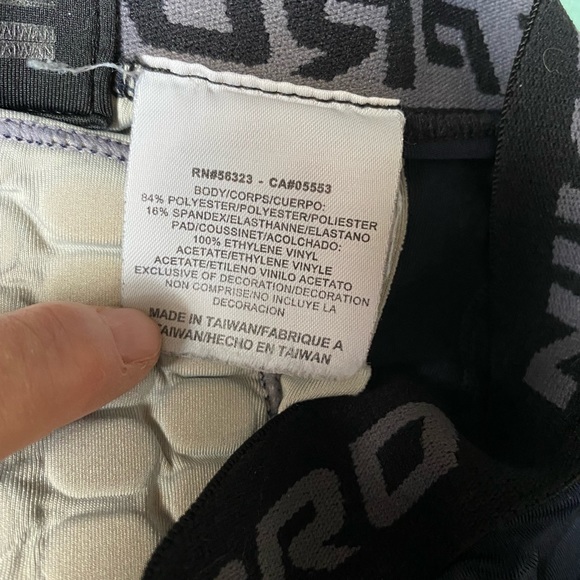 TAIWAN
RN#56323 - CA#05553
BODY/CORPS/CUERPO:
84% POLYESTER/POLYESTER/POLIESTER
16% SPANDEX/ELASTHANNE/ELASTANO
PAD/COUSSINET/ACOLCHADO:
100% ETHYLENE VINYL
ACETATE/ETHYLENE VINYLE
ACETATE/ETILENO VINILO ACETATO
EXCLUSIVE OF DECORATION/DECORATION
NON COMPRISE/NO INCLUYE LA
DECORACION
MADE IN TAIWAN/FABRIQUE A
TAIWAN/HECHO EN TAIWAN